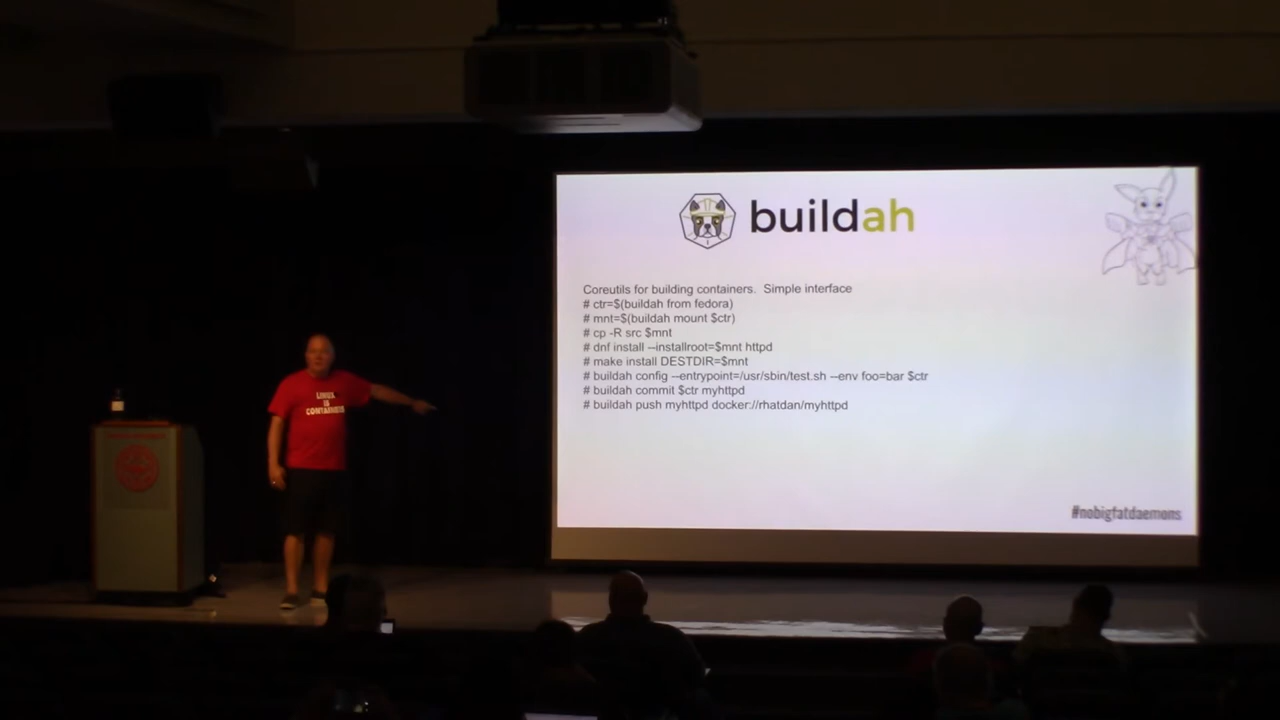 buildah
Coreutils for building containers.  Simple interface
# ctr=$(buildah from fedora)
# mnt=$(buildah mount $ctr)
# cp -R src $mnt
# dnf install --installroot=$mnt httpd
# make install DESTDIR=$mnt
# buildah config --entrypoint=/usr/sbin/test.sh --env foo=bar $ctr
# buildah commit $ctr myhttpd
# buildah push myhttpd docker://rhatdan/myhttpd
#nobigfatdaemons
LINUX
IS
CONTAINERS